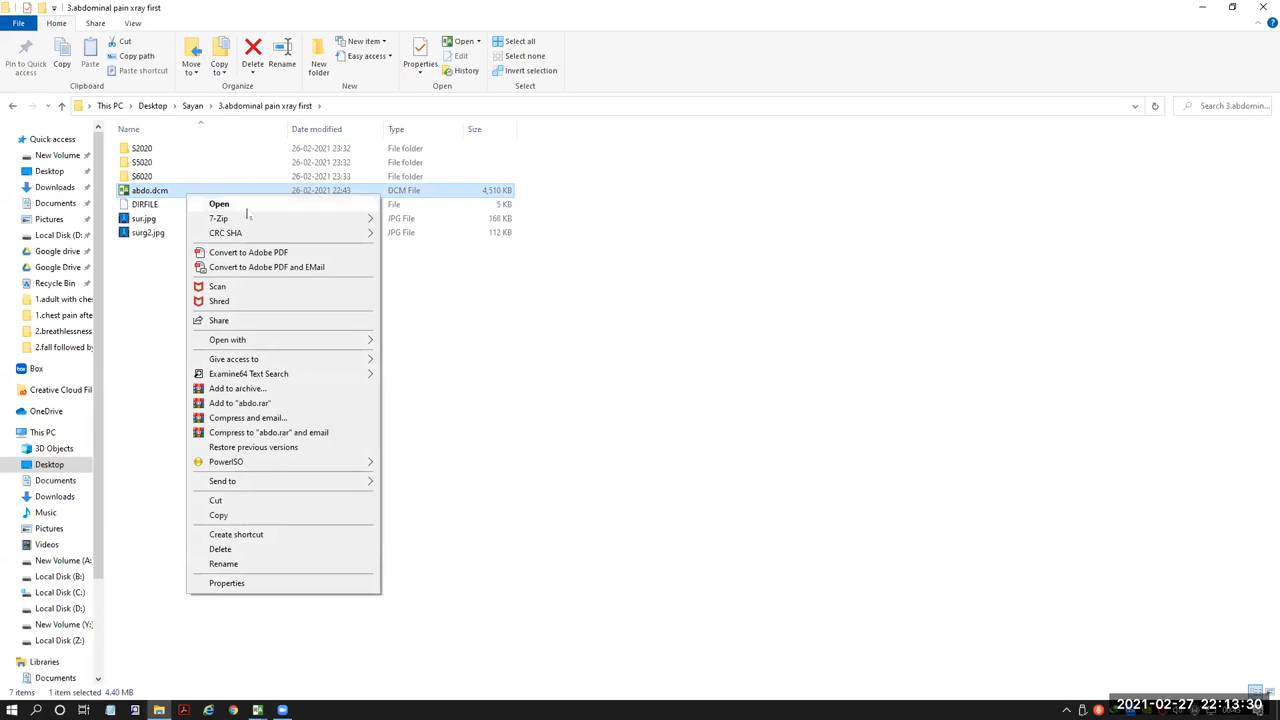 3.abdominal pain xray first
File
Home
Share
View
Pin to Quick access
Copy
Paste
Cut
Copy path
Paste shortcut
Clipboard
Move to
Copy to
Delete
Rename
Organize
New folder
New item
Easy access
New
Properties
Open
Edit
History
Open
Select all
Select none
Invert selection
Select
This PC > Desktop > Sayan > 3.abdominal pain xray first >
Search 3.abdomin...
Name
Date modified
Type
Size
Quick access
New Volume
Desktop
Downloads
Documents
Pictures
Local Disk (D:
Google drive
Google Drive
Recycle Bin
1.adult with che
1.chest pain afte
2.breathlessness
2.fall followed by
Box
Creative Cloud Fil
OneDrive
This PC
3D Objects
Desktop
Documents
Downloads
Music
Pictures
Videos
New Volume (A:
Local Disk (B:)
Local Disk (C:)
Local Disk (D:)
New Volume (Y:
Local Disk (Z:)
Libraries
Documents
S2020 26-02-2021 23:32 File folder
S5020 26-02-2021 23:32 File folder
S6020 26-02-2021 23:33 File folder
abdo.dcm 26-02-2021 22:43 DCM File 4,510 KB
DIRFILE File 5 KB
sur.jpg JPG File 168 KB
surg2.jpg JPG File 112 KB
Open
7-Zip
CRC SHA
Convert to Adobe PDF
Convert to Adobe PDF and EMail
Scan
Shred
Share
Open with
Give access to
Examine64 Text Search
Add to archive...
Add to "abdo.rar"
Compress and email...
Compress to "abdo.rar" and email
Restore previous versions
PowerISO
Send to
Cut
Copy
Create shortcut
Delete
Rename
Properties
7 items 1 item selected 4.40 MB
2021-02-27 22:13:30